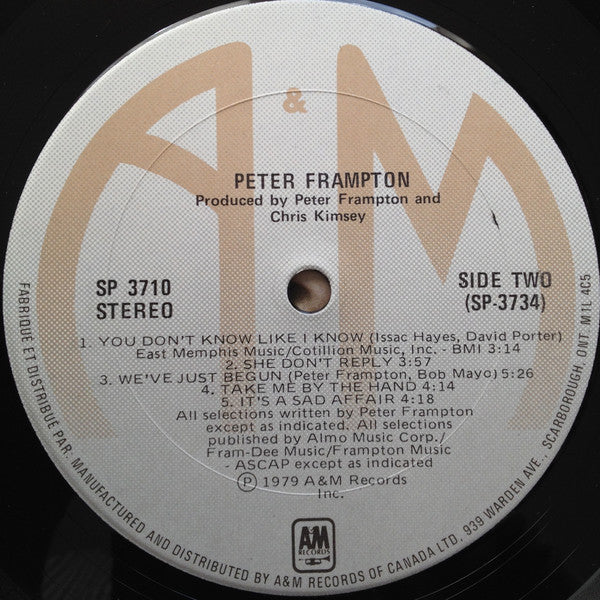 A&M
PETER FRAMPTON
Produced by Peter Frampton and
Chris Kimsey
SP 3710
STEREO
SIDE TWO
(SP-3734)
1. YOU DON'T KNOW LIKE I KNOW (Issac Hayes, David Porter)
East Memphis Music/Cotillion Music, Inc. - BMI 3:14
2. SHE DON'T REPLY 3:57
3. WE'VE JUST BEGUN (Peter Frampton, Bob Mayo) 5:26
4. TAKE ME BY THE HAND 4:14
5. IT'S A SAD AFFAIR 4:18
All selections written by Peter Frampton
except as indicated. All selections
published by Almo Music Corp./
Fram-Dee Music/Frampton Music
- ASCAP except as indicated
Ⓟ 1979 A&M Records
Inc.
A&M
RECORDS
FABRIQUE ET DISTRIBUÉ PAR. MANUFACTURED AND DISTRIBUTED BY A&M RECORDS OF CANADA LTD. 939 WARDEN AVE., SCARBOROUGH, ONT. M1L 4C5